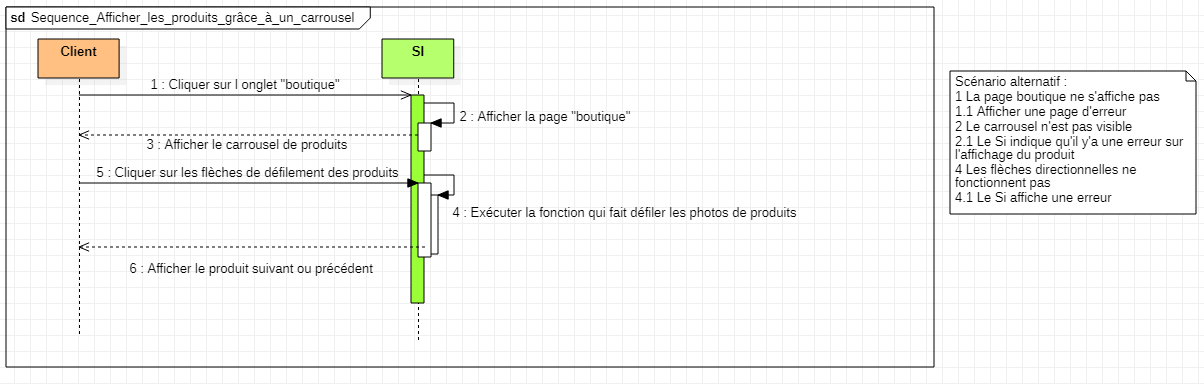 sd Sequence_Afficher_les_produits_grâce_à_un_carrousel
Client
SI
1 : Cliquer sur l onglet "boutique"
2 : Afficher la page "boutique"
3 : Afficher le carrousel de produits
5 : Cliquer sur les flèches de défilement des produits
4 : Exécuter la fonction qui fait défiler les photos de produits
6 : Afficher le produit suivant ou précédent
Scénario alternatif :
1 La page boutique ne s'affiche pas
1.1 Afficher une page d'erreur
2 Le carrousel n'est pas visible
2.1 Le Si indique qu'il y'a une erreur sur
l'affichage du produit
4 Les flèches directionnelles ne
fonctionnent pas
4.1 Le Si affiche une erreur